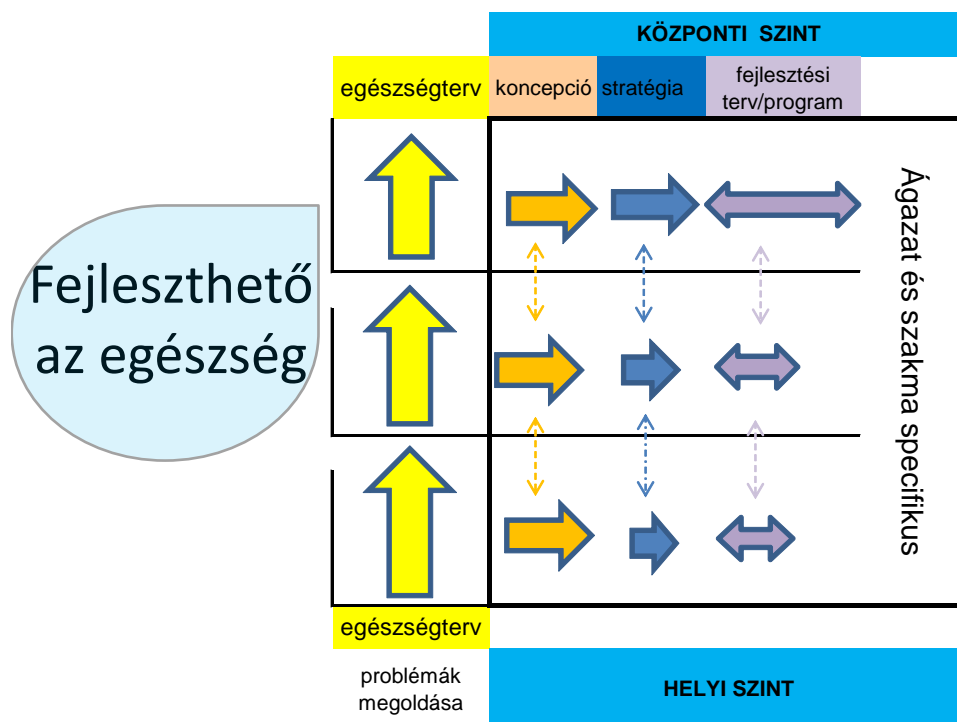 KÖZPONTI SZINT
egészségterv
koncepció
stratégia
fejlesztési
terv/program
Fejleszthető
az egészség
Ágazat és szakma specifikus
egészségterv
problémák
megoldása
HELYI SZINT